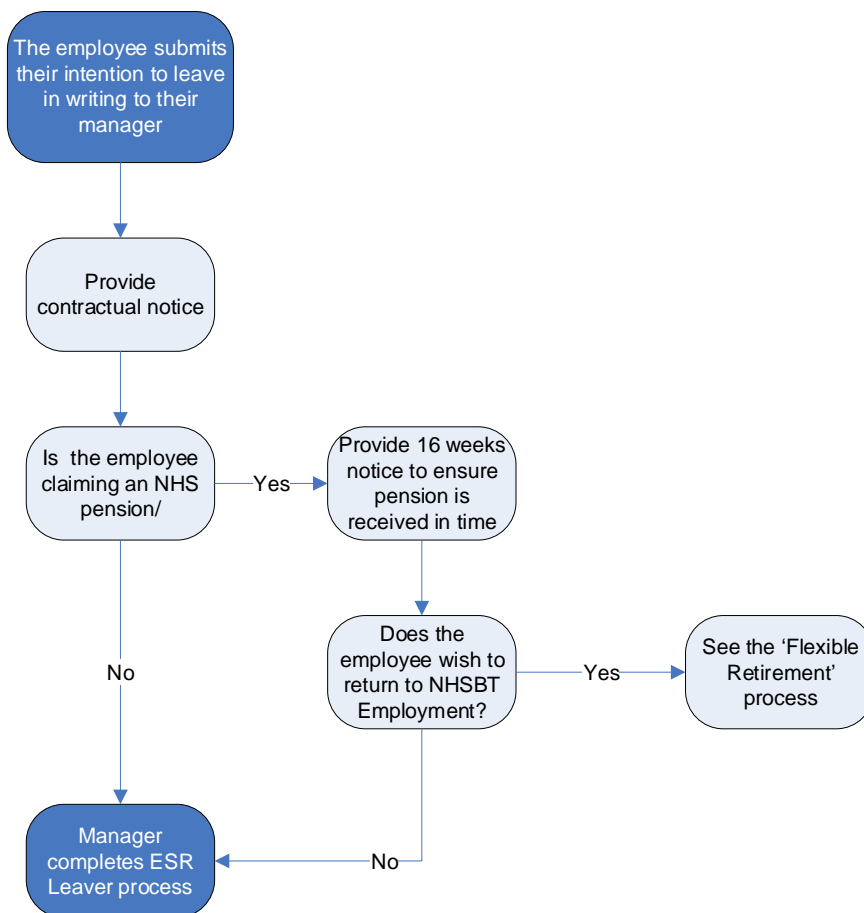 The employee submits
their intention to leave
in writing to their
manager
Provide
contractual notice
Is  the employee
claiming an NHS
pension/
Yes
Provide 16 weeks
notice to ensure
pension is
received in time
No
Does the
employee wish to
return to NHSBT
Employment?
Yes
See the ‘Flexible
Retirement’
process
No
Manager
completes ESR
Leaver process